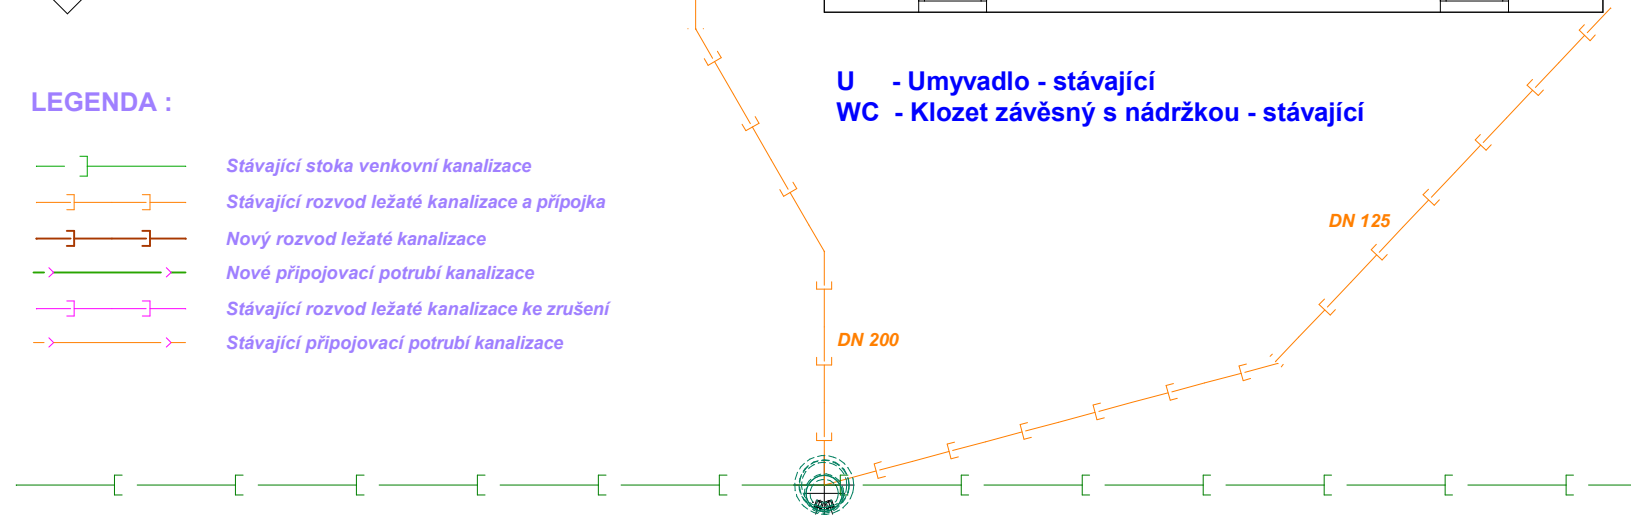 LEGENDA :
Stávající stoka venkovní kanalizace
Stávající rozvod ležaté kanalizace a přípojka
Nový rozvod ležaté kanalizace
Nové připojovací potrubí kanalizace
Stávající rozvod ležaté kanalizace ke zrušení
Stávající připojovací potrubí kanalizace
U - Umyvadlo - stávající
WC - Klozet závěsný s nádržkou - stávající
DN 125
DN 200